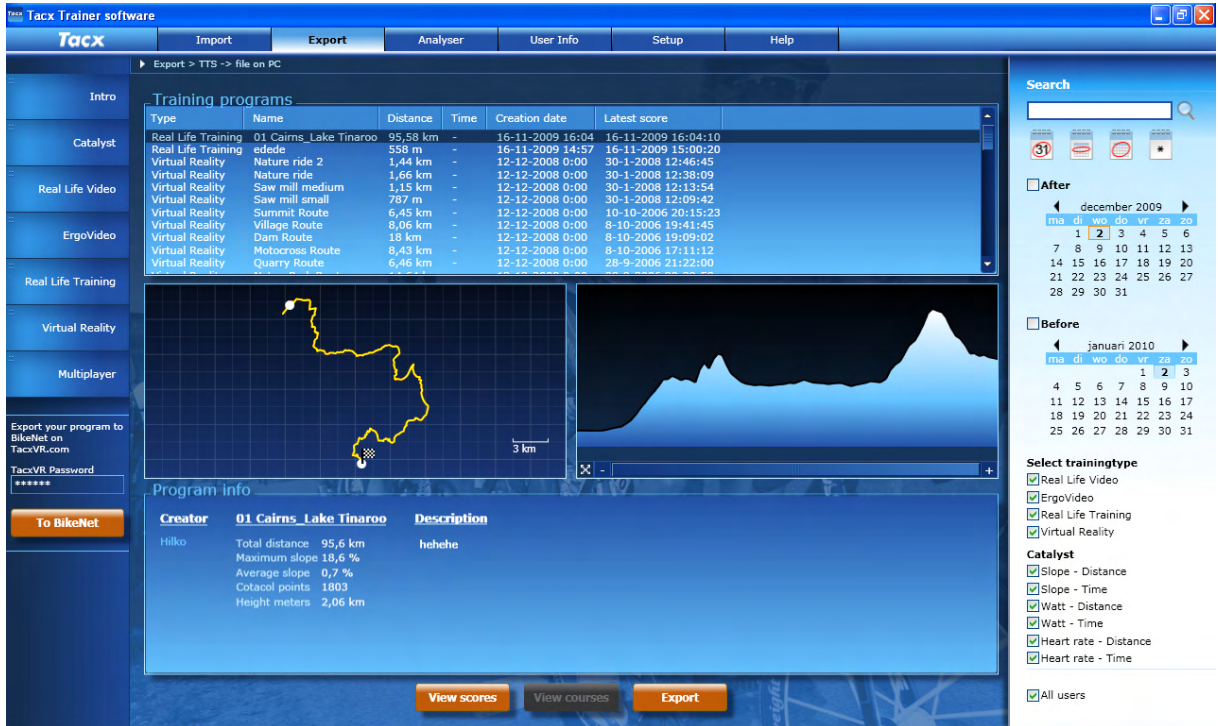 Tacx Trainer software
Tacx Import Export Analyser User Info Setup Help
Export > TTS -> file on PC
Intro
Catalyst
Real Life Video
ErgoVideo
Real Life Training
Virtual Reality
Multiplayer
Export your program to
BikeNet on
TacxVR.com
TacxVR Password
******
To BikeNet
Training programs
Type Name Distance Time Creation date Latest score
Real Life Training 01 Cairns_Lake Tinaroo 95,58 km - 16-11-2009 16:04 16-11-2009 16:04:10
Real Life Training edede 558 m - 16-11-2009 14:57 16-11-2009 15:00:20
Virtual Reality Nature ride 2 1,44 km - 12-12-2008 0:00 30-1-2008 12:46:45
Virtual Reality Nature ride 1,66 km - 12-12-2008 0:00 30-1-2008 12:38:09
Virtual Reality Saw mill medium 1,15 km - 12-12-2008 0:00 30-1-2008 12:13:54
Virtual Reality Saw mill small 787 m - 12-12-2008 0:00 30-1-2008 12:09:42
Virtual Reality Summit Route 6,45 km - 12-12-2008 0:00 10-10-2006 20:15:23
Virtual Reality Village Route 8,06 km - 12-12-2008 0:00 8-10-2006 19:41:45
Virtual Reality Dam Route 18 km - 12-12-2008 0:00 8-10-2006 19:09:02
Virtual Reality Motocross Route 8,43 km - 12-12-2008 0:00 8-10-2006 17:11:12
Virtual Reality Quarry Route 6,46 km - 12-12-2008 0:00 28-9-2006 21:22:00
3 km
- +
Program info
Creator 01 Cairns_Lake Tinaroo Description
Hilko Total distance 95,6 km hehehe
Maximum slope 18,6 %
Average slope 0,7 %
Cotacol points 1803
Height meters 2,06 km
View scores View courses Export
Search
31
After
december 2009
ma di wo do vr za zo
1 2 3 4 5 6
7 8 9 10 11 12 13
14 15 16 17 18 19 20
21 22 23 24 25 26 27
28 29 30 31
Before
januari 2010
ma di wo do vr za zo
1 2 3
4 5 6 7 8 9 10
11 12 13 14 15 16 17
18 19 20 21 22 23 24
25 26 27 28 29 30 31
Select trainingtype
Real Life Video
ErgoVideo
Real Life Training
Virtual Reality
Catalyst
Slope - Distance
Slope - Time
Watt - Distance
Watt - Time
Heart rate - Distance
Heart rate - Time
All users